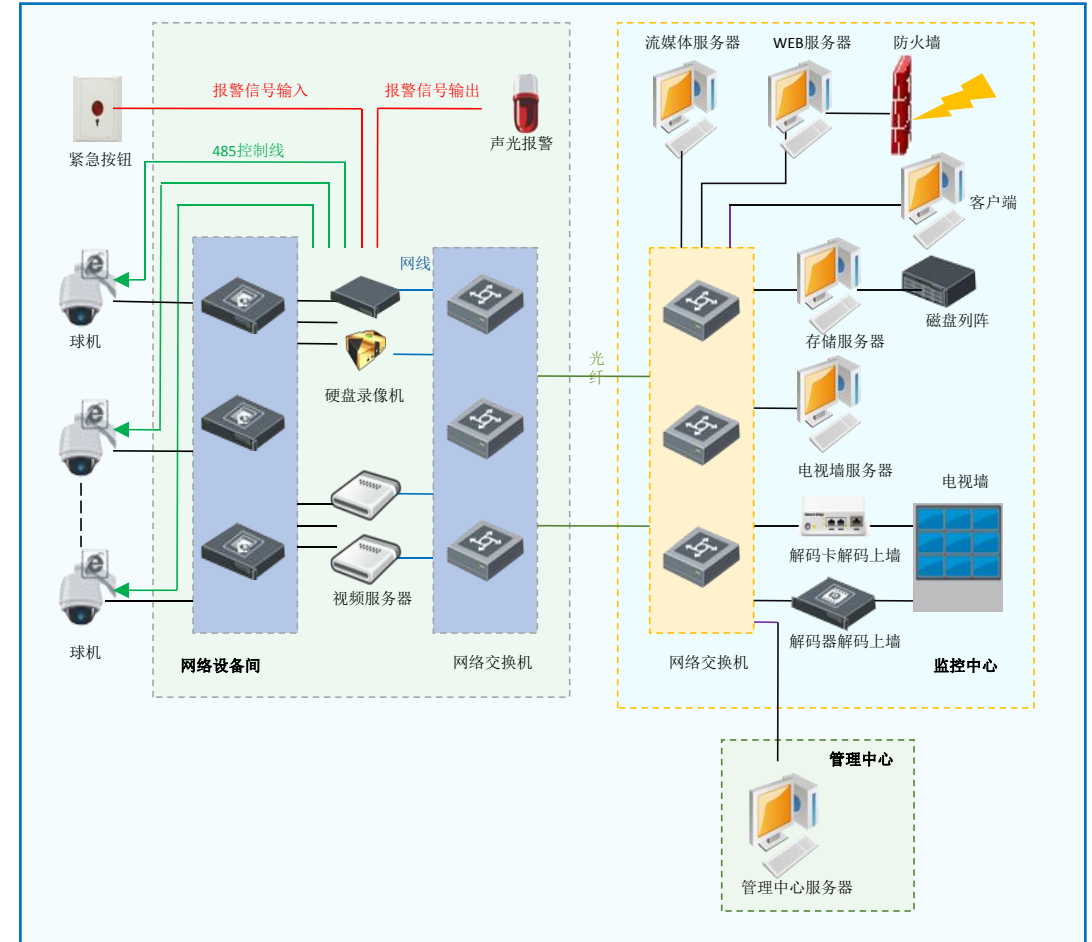 流媒体服务器
WEB服务器
防火墙
报警信号输入
报警信号输出
声光报警
紧急按钮
485控制线
客户端
网线
球机
磁盘列阵
存储服务器
光
纤
硬盘录像机
电视墙服务器
电视墙
解码卡解码上墙
视频服务器
解码器解码上墙
球机
网络设备间
网络交换机
网络交换机
监控中心
管理中心
管理中心服务器